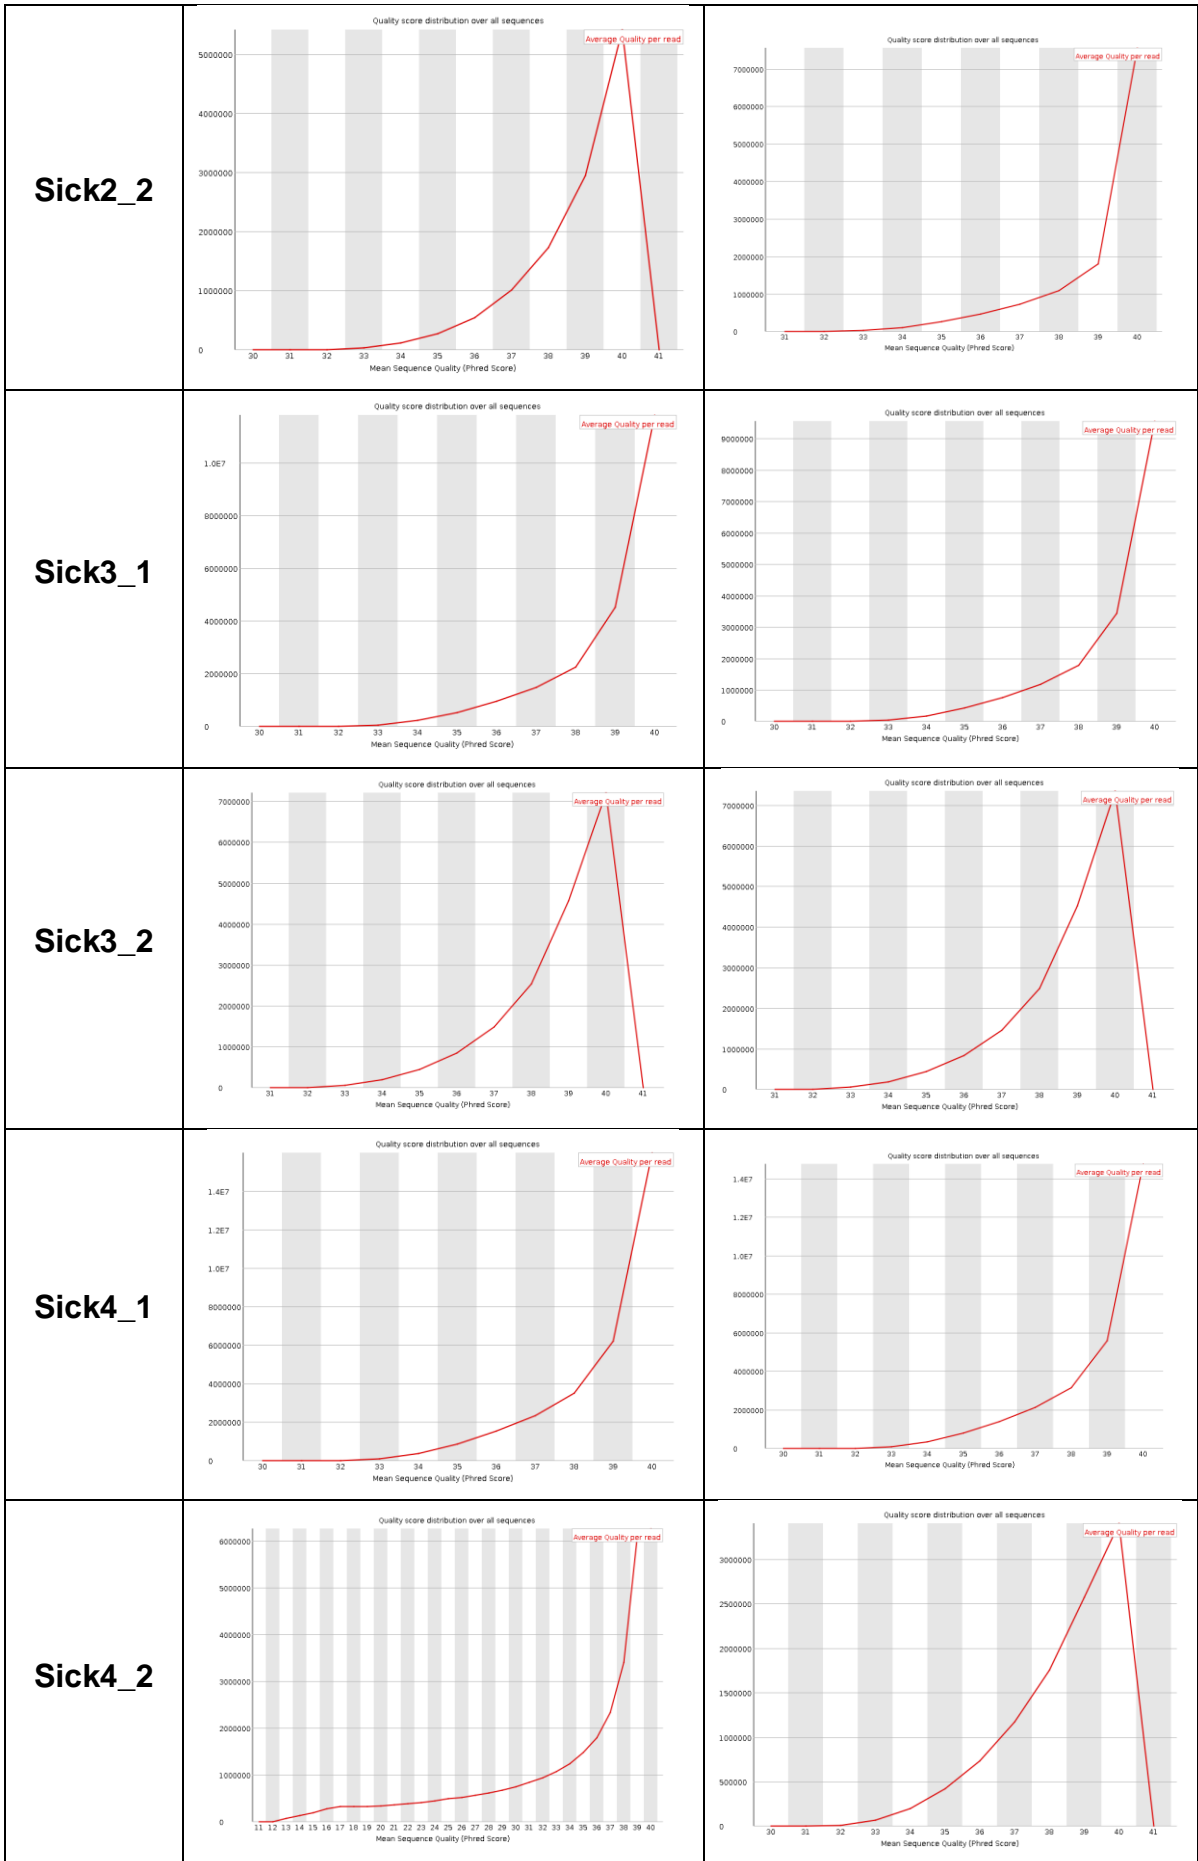 Sick2_2
Quality score distribution over all sequences
Average Quality per read
5000000
4000000
3000000
2000000
1000000
0
30 31 32 33 34 35 36 37 38 39 40 41
Mean Sequence Quality (Phred Score)
Quality score distribution over all sequences
Average Quality per read
7000000
6000000
5000000
4000000
3000000
2000000
1000000
0
31 32 33 34 35 36 37 38 39 40
Mean Sequence Quality (Phred Score)
Sick3_1
Quality score distribution over all sequences
Average Quality per read
1.0E7
8000000
6000000
4000000
2000000
0
30 31 32 33 34 35 36 37 38 39 40
Mean Sequence Quality (Phred Score)
Quality score distribution over all sequences
Average Quality per read
9000000
8000000
7000000
6000000
5000000
4000000
3000000
2000000
1000000
0
30 31 32 33 34 35 36 37 38 39 40
Mean Sequence Quality (Phred Score)
Sick3_2
Quality score distribution over all sequences
Average Quality per read
7000000
6000000
5000000
4000000
3000000
2000000
1000000
0
31 32 33 34 35 36 37 38 39 40 41
Mean Sequence Quality (Phred Score)
Quality score distribution over all sequences
Average Quality per read
7000000
6000000
5000000
4000000
3000000
2000000
1000000
0
31 32 33 34 35 36 37 38 39 40 41
Mean Sequence Quality (Phred Score)
Sick4_1
Quality score distribution over all sequences
Average Quality per read
1.4E7
1.2E7
1.0E7
8000000
6000000
4000000
2000000
0
30 31 32 33 34 35 36 37 38 39 40
Mean Sequence Quality (Phred Score)
Quality score distribution over all sequences
Average Quality per read
1.4E7
1.2E7
1.0E7
8000000
6000000
4000000
2000000
0
30 31 32 33 34 35 36 37 38 39 40
Mean Sequence Quality (Phred Score)
Sick4_2
Quality score distribution over all sequences
Average Quality per read
6000000
5000000
4000000
3000000
2000000
1000000
0
11 12 13 14 15 16 17 18 19 20 21 22 23 24 25 26 27 28 29 30 31 32 33 34 35 36 37 38 39 40
Mean Sequence Quality (Phred Score)
Quality score distribution over all sequences
Average Quality per read
3000000
2500000
2000000
1500000
1000000
500000
0
30 31 32 33 34 35 36 37 38 39 40 41
Mean Sequence Quality (Phred Score)